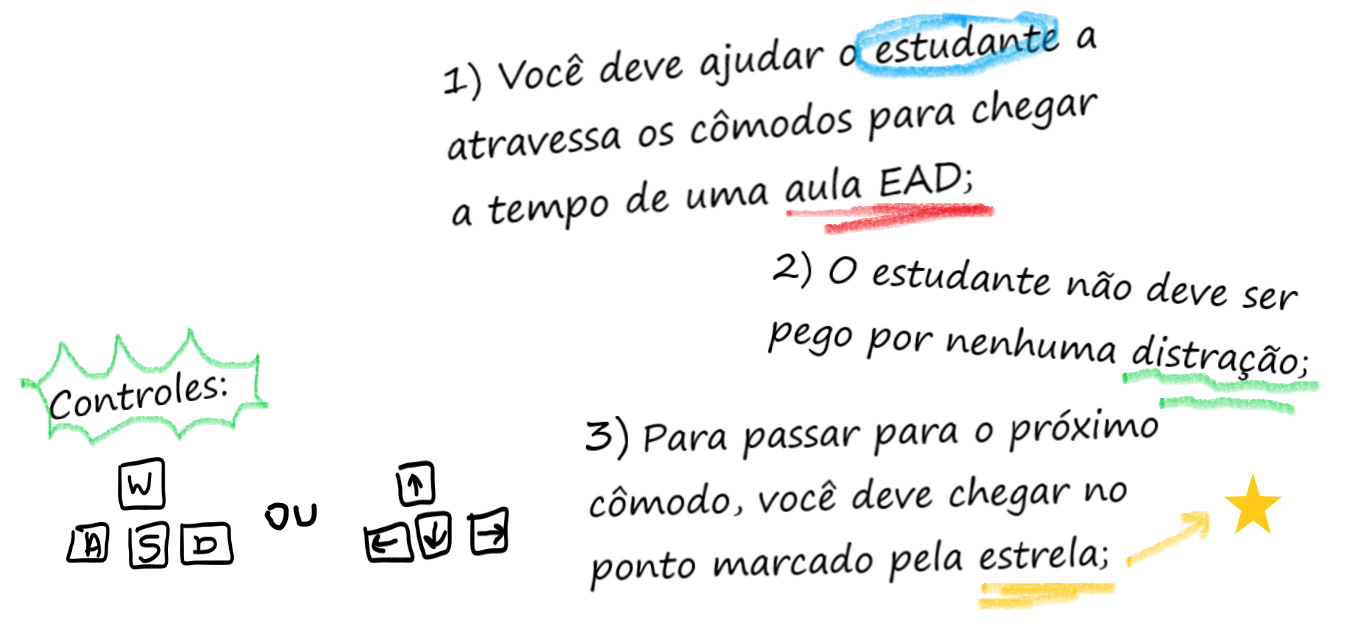 1) Você deve ajudar o estudante a
atravessa os cômodos para chegar
a tempo de uma aula EAD;
2) O estudante não deve ser
pego por nenhuma distração;
Controles:
3) Para passar para o próximo
cômodo, você deve chegar no
ponto marcado pela estrela;
W
A S D
OU
↑
← ↓ →